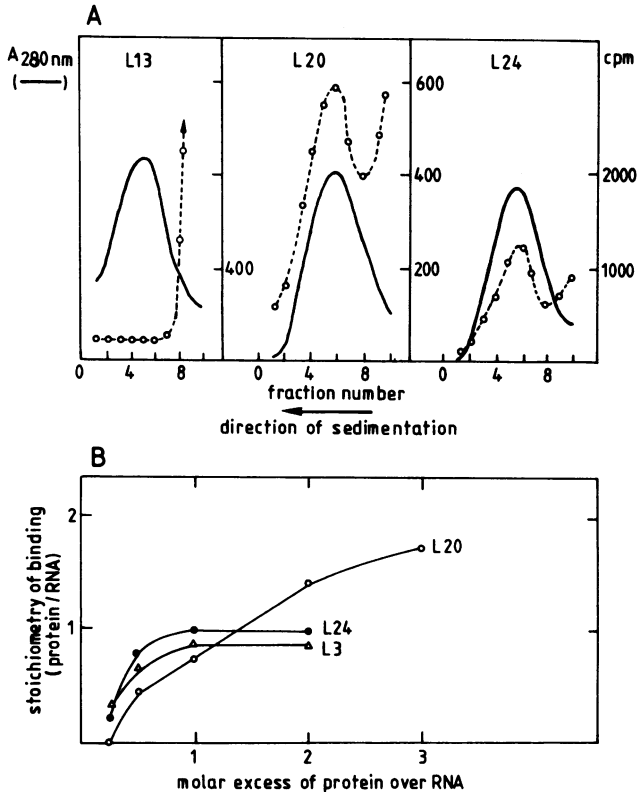 A
A 280 nm
(——)
L13
L20
L24
cpm
600
400
200
400
2000
1000
0 4 8
0 4 8
0 4 8
fraction number
direction of sedimentation
B
stoichiometry of binding
(protein/RNA)
2
1
L20
L24
L3
1 2 3
molar excess of protein over RNA